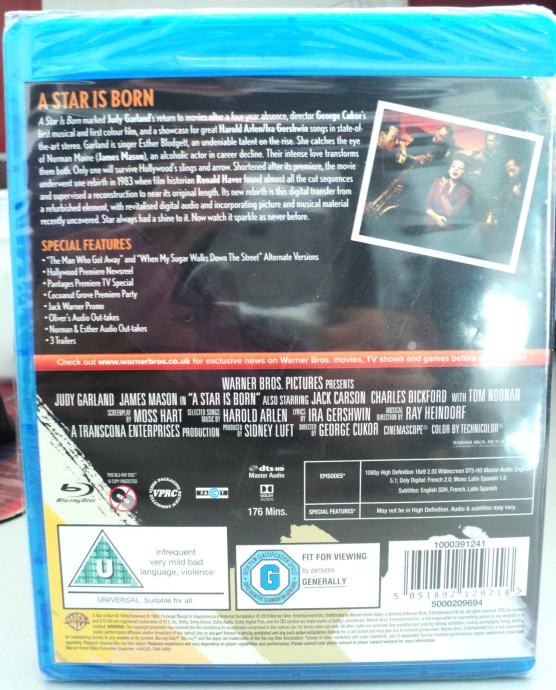 A STAR IS BORN
A Star is Born marked Judy Garland's return to movies after a four-year absence, director George Cukor's
first musical and first colour film, and a showcase for great Harold Arlen/Ira Gershwin songs in state-of-
the-art stereo. Garland is singer Esther Blodgett, an undeniable talent on the rise. She catches the eye
of Norman Maine (James Mason), an alcoholic actor in career decline. Their intense love transforms
them both. Only one will survive Hollywood's slings and arrow. Shortened after its premiere, the movie
underwent one rebirth in 1983 when film historian Ronald Haver found almost all the cut sequences
and supervised a reconstruction to near its original length. Its new rebirth is this digital transfer from
a refurbished element, with revitalised digital audio and incorporating picture and musical material
recently uncovered. Star always had a shine to it. Now watch it sparkle as never before.
SPECIAL FEATURES
• "The Man Who Got Away" and "When My Sugar Walks Down The Street" Alternate Versions
• Hollywood Premiere Newsreel
• Pantages Premiere TV Special
• Cocoanut Grove Premiere Party
• Jack Warner Promo
• Oliver's Audio Out-takes
• Norman & Esther Audio Out-takes
• 3 Trailers
Check out www.warnerbros.co.uk for exclusive news on Warner Bros. movies, TV shows and games before
WARNER BROS. PICTURES PRESENTS
JUDY GARLAND JAMES MASON IN "A STAR IS BORN" ALSO STARRING JACK CARSON CHARLES BICKFORD WITH TOM NOONAN
SCREENPLAY BY MOSS HART SELECTED SONGS MUSIC BY HAROLD ARLEN LYRICS BY IRA GERSHWIN MUSICAL DIRECTION BY RAY HEINDORF
A TRANSCONA ENTERPRISES PRODUCTION PRODUCED BY SIDNEY LUFT DIRECTED BY GEORGE CUKOR CINEMASCOPE® COLOR BY TECHNICOLOR®
WARNER BROS. PICTURES
Blu-ray Disc
THIS BLU-RAY DISC™
IS COPY PROTECTED
VPRC
FACT
dts-HD
Master Audio
DOLBY
AUDIO
176 Mins.
EPISODES*
1080p High Definition 16x9 2.55 Widescreen DTS-HD Master Audio: English
5.1; Dolby Digital: French 2.0; Mono: Latin Spanish 1.0
Subtitles: English SDH, French, Latin Spanish
SPECIAL FEATURES*
May not be in High Definition. Audio & subtitles may vary.
U
infrequent
very mild bad
language, violence
UNIVERSAL Suitable for all
G
FIT FOR VIEWING
by persons
GENERALLY
1000391241
5 051892 129718 >
5000209694